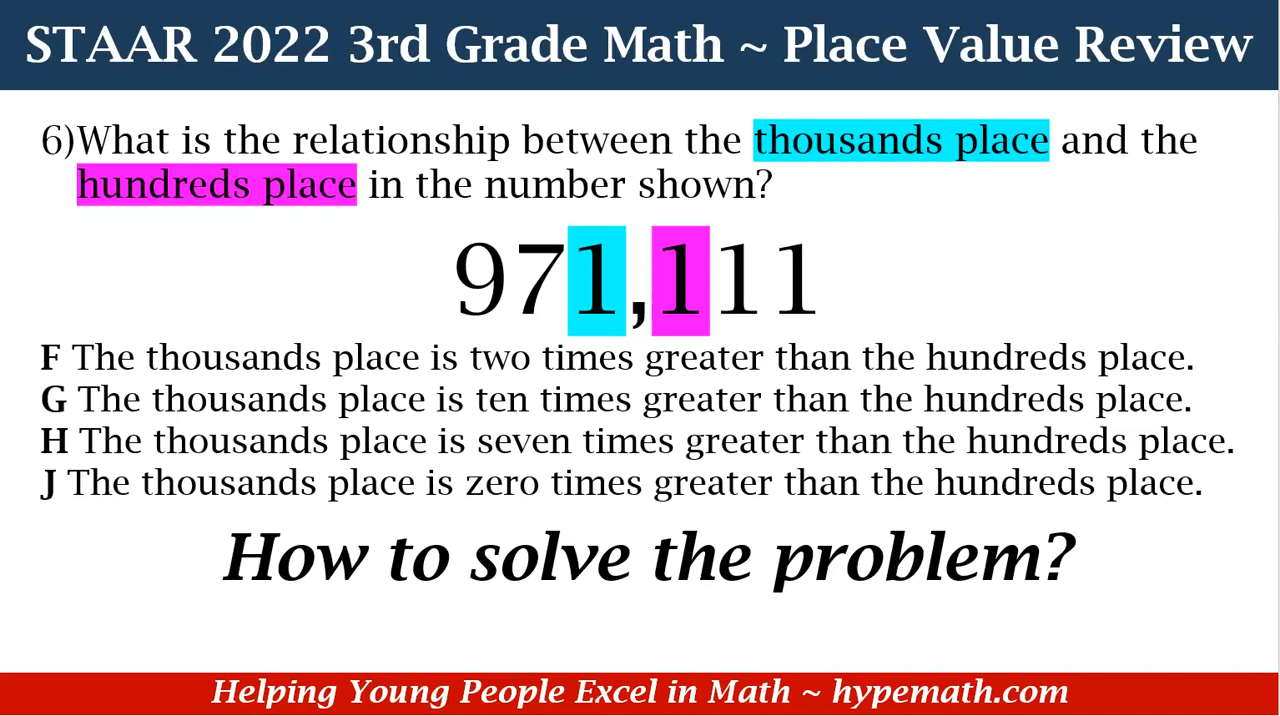 STAAR 2022 3rd Grade Math ~ Place Value Review
6)What is the relationship between the thousands place and the
hundreds place in the number shown?
971,111
F The thousands place is two times greater than the hundreds place.
G The thousands place is ten times greater than the hundreds place.
H The thousands place is seven times greater than the hundreds place.
J The thousands place is zero times greater than the hundreds place.
How to solve the problem?
Helping Young People Excel in Math ~ hypemath.com